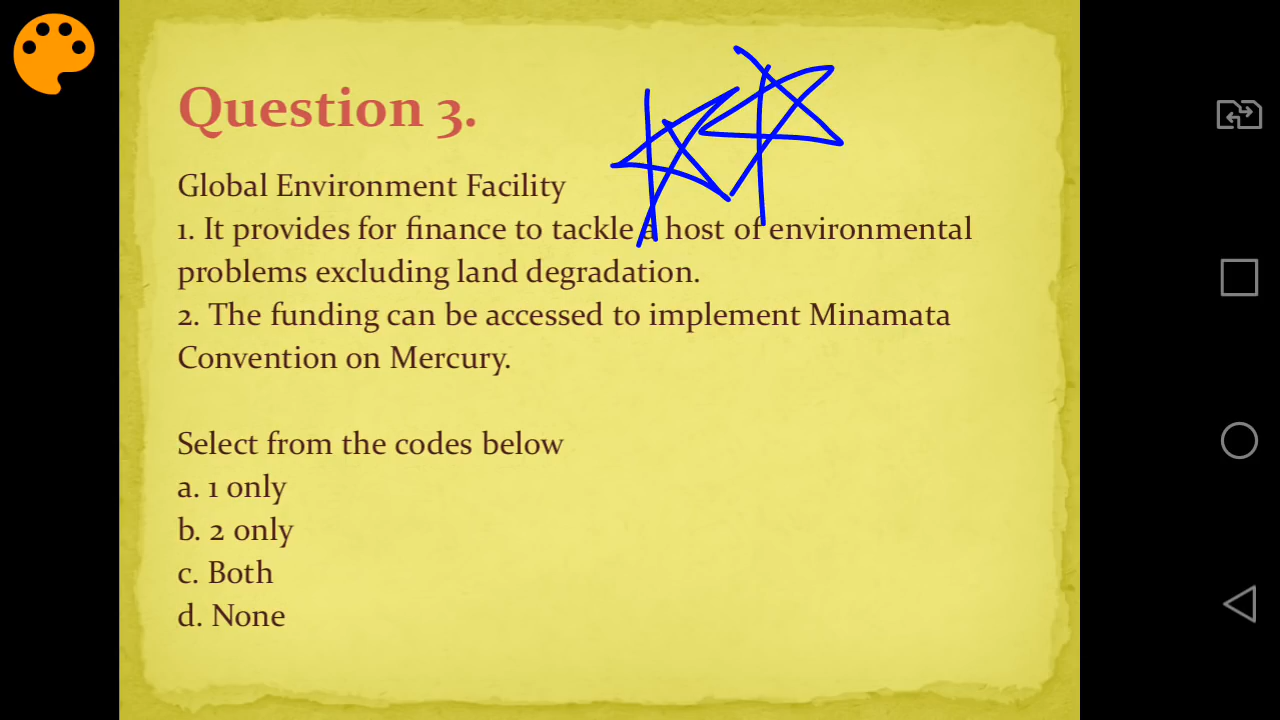 Question 3.
Global Environment Facility
1. It provides for finance to tackle a host of environmental
problems excluding land degradation.
2. The funding can be accessed to implement Minamata
Convention on Mercury.
Select from the codes below
a. 1 only
b. 2 only
c. Both
d. None